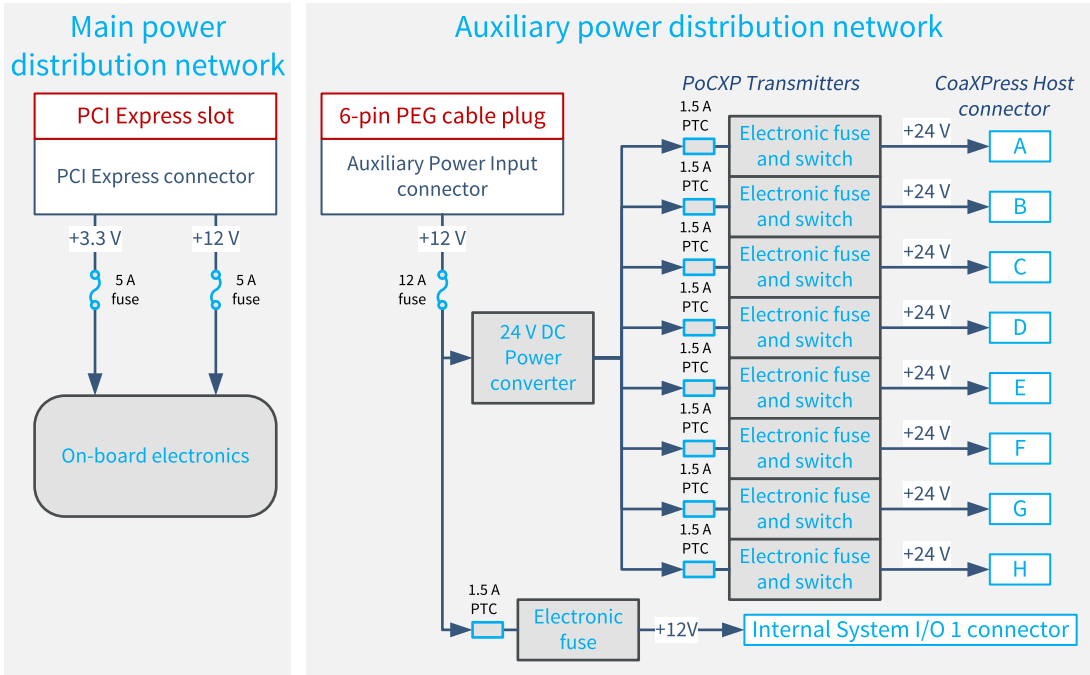 Main power
distribution network
PCI Express slot
PCI Express connector
+3.3 V
+12 V
5 A
fuse
5 A
fuse
On-board electronics
Auxiliary power distribution network
6-pin PEG cable plug
Auxiliary Power Input
connector
+12 V
12 A
fuse
24 V DC
Power
converter
PoCXP Transmitters
CoaXPress Host
connector
1.5 A
PTC
Electronic fuse
and switch
+24 V
A
1.5 A
PTC
Electronic fuse
and switch
+24 V
B
1.5 A
PTC
Electronic fuse
and switch
+24 V
C
1.5 A
PTC
Electronic fuse
and switch
+24 V
D
1.5 A
PTC
Electronic fuse
and switch
+24 V
E
1.5 A
PTC
Electronic fuse
and switch
+24 V
F
1.5 A
PTC
Electronic fuse
and switch
+24 V
G
1.5 A
PTC
Electronic fuse
and switch
+24 V
H
1.5 A
PTC
Electronic
fuse
+12V
Internal System I/O 1 connector